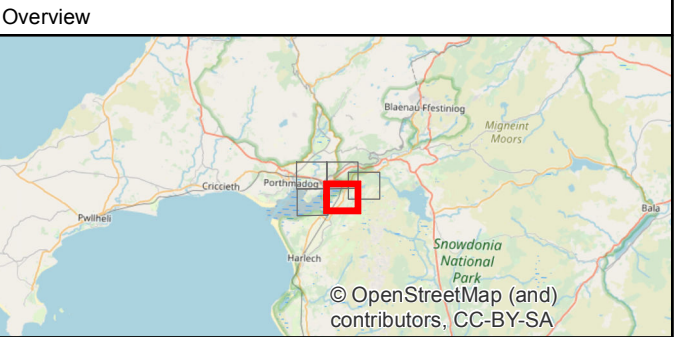 Overview
Blaenau Ffestiniog
Migneint
Moors
Porthmadog
Criccieth
Pwllheli
Bala
Snowdonia
National
Park
Harlech
© OpenStreetMap (and)
contributors, CC-BY-SA